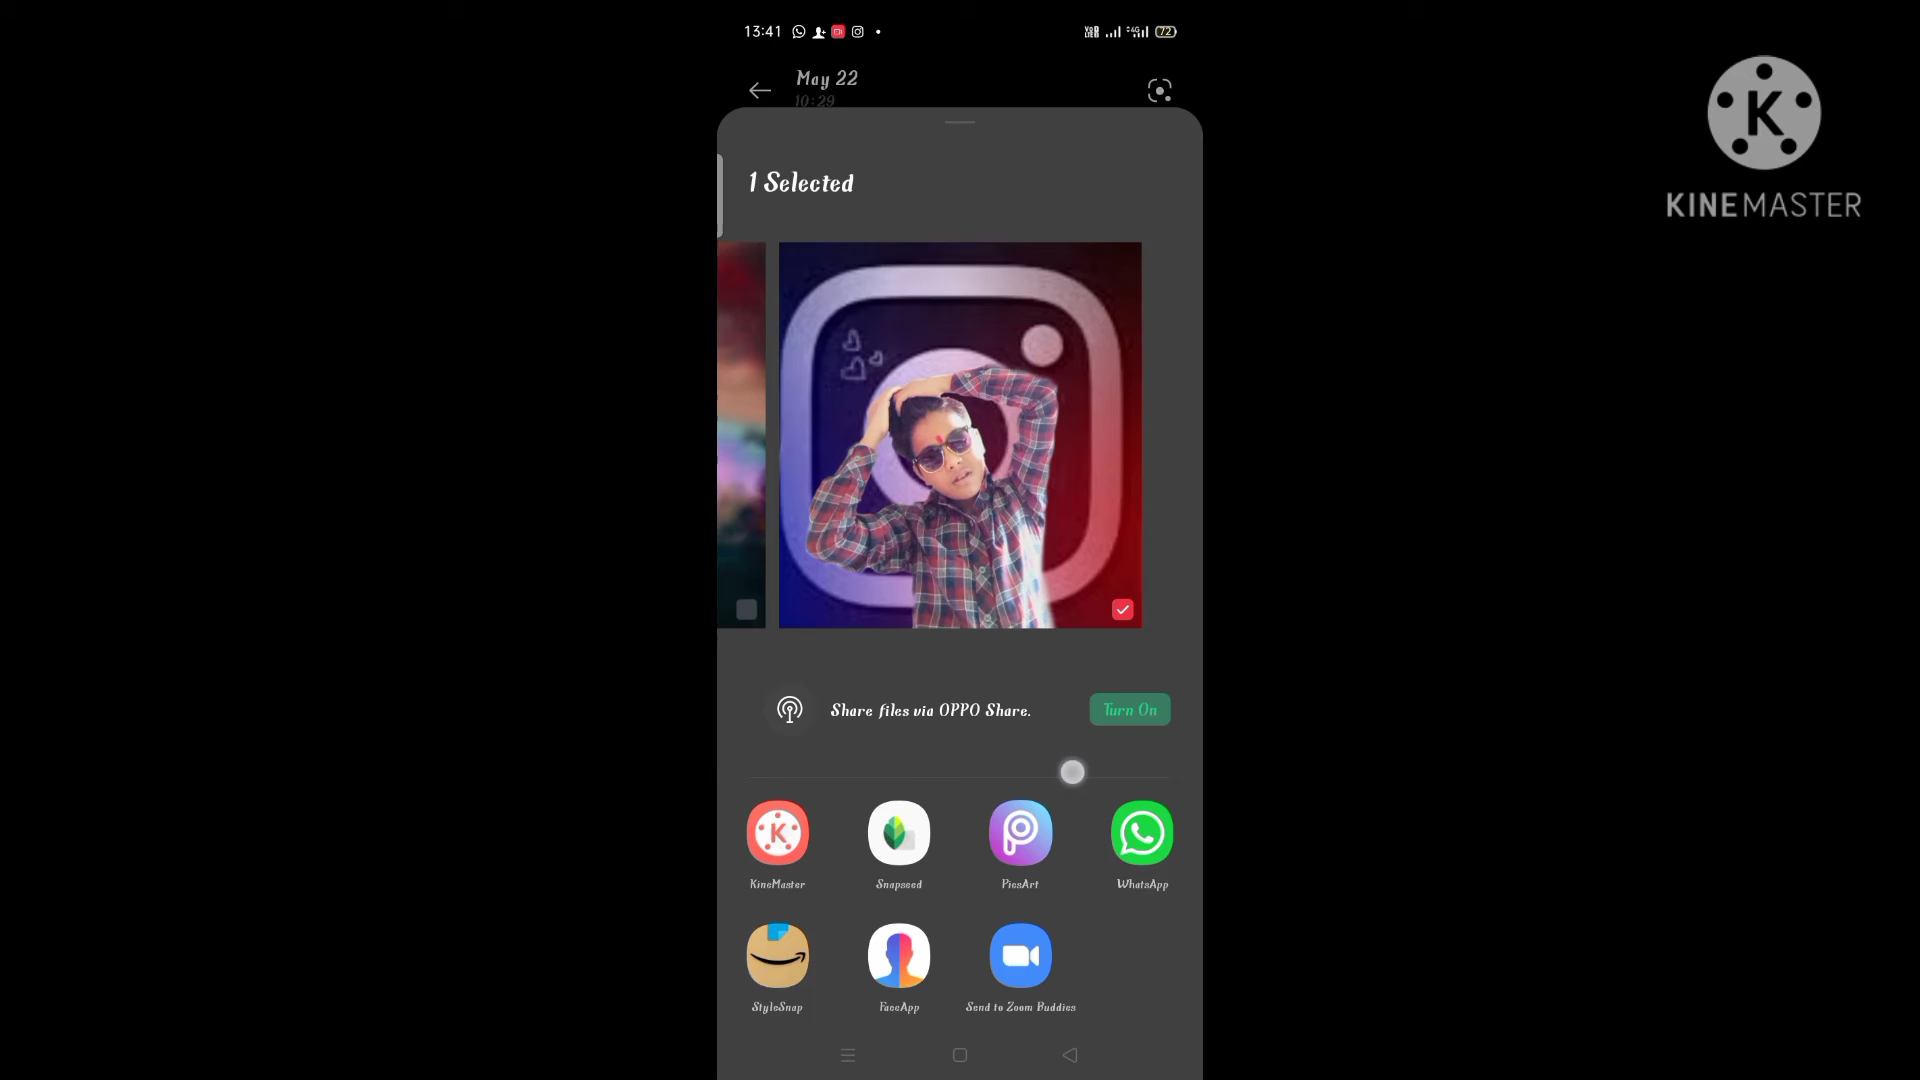 13:41
72
May 22
10:29
K
KINEMASTER
1 Selected
Share files via OPPO Share.
Turn On
K
KineMaster
Snapseed
PicsArt
WhatsApp
StyleSnap
FaceApp
Send to Zoom Buddies